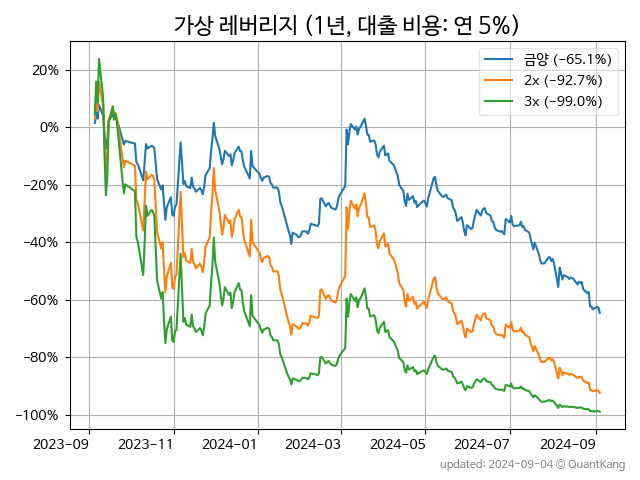 가상 레버리지 (1년, 대출 비용: 연 5%)
금양 (-65.1%)
2x (-92.7%)
3x (-99.0%)
20%
0%
-20%
-40%
-60%
-80%
-100%
2023-09
2023-11
2024-01
2024-03
2024-05
2024-07
2024-09
updated: 2024-09-04 © QuantKang